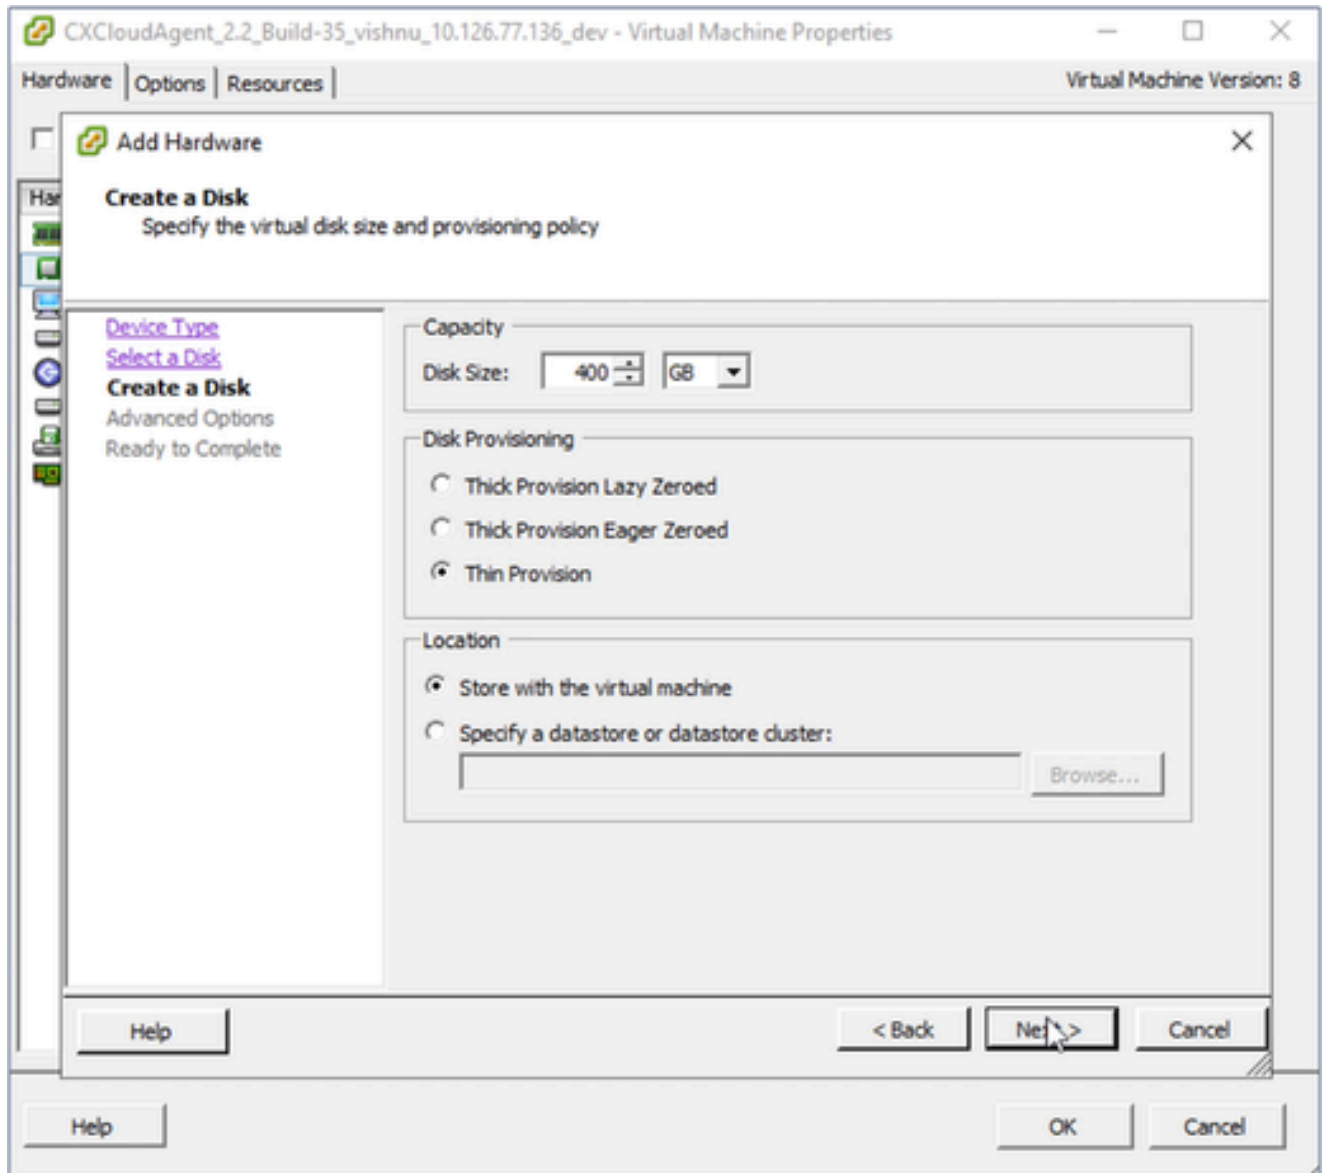 CXCloudAgent_2.2_Build-35_vishnu_10.126.77.136_dev - Virtual Machine Properties
Hardware Options Resources Virtual Machine Version: 8
Add Hardware
Har
Create a Disk
Specify the virtual disk size and provisioning policy
Device Type
Select a Disk
Create a Disk
Advanced Options
Ready to Complete
Capacity
Disk Size: 400 GB
Disk Provisioning
Thick Provision Lazy Zeroed
Thick Provision Eager Zeroed
Thin Provision
Location
Store with the virtual machine
Specify a datastore or datastore cluster:
Browse...
Help < Back Next > Cancel
Help OK Cancel